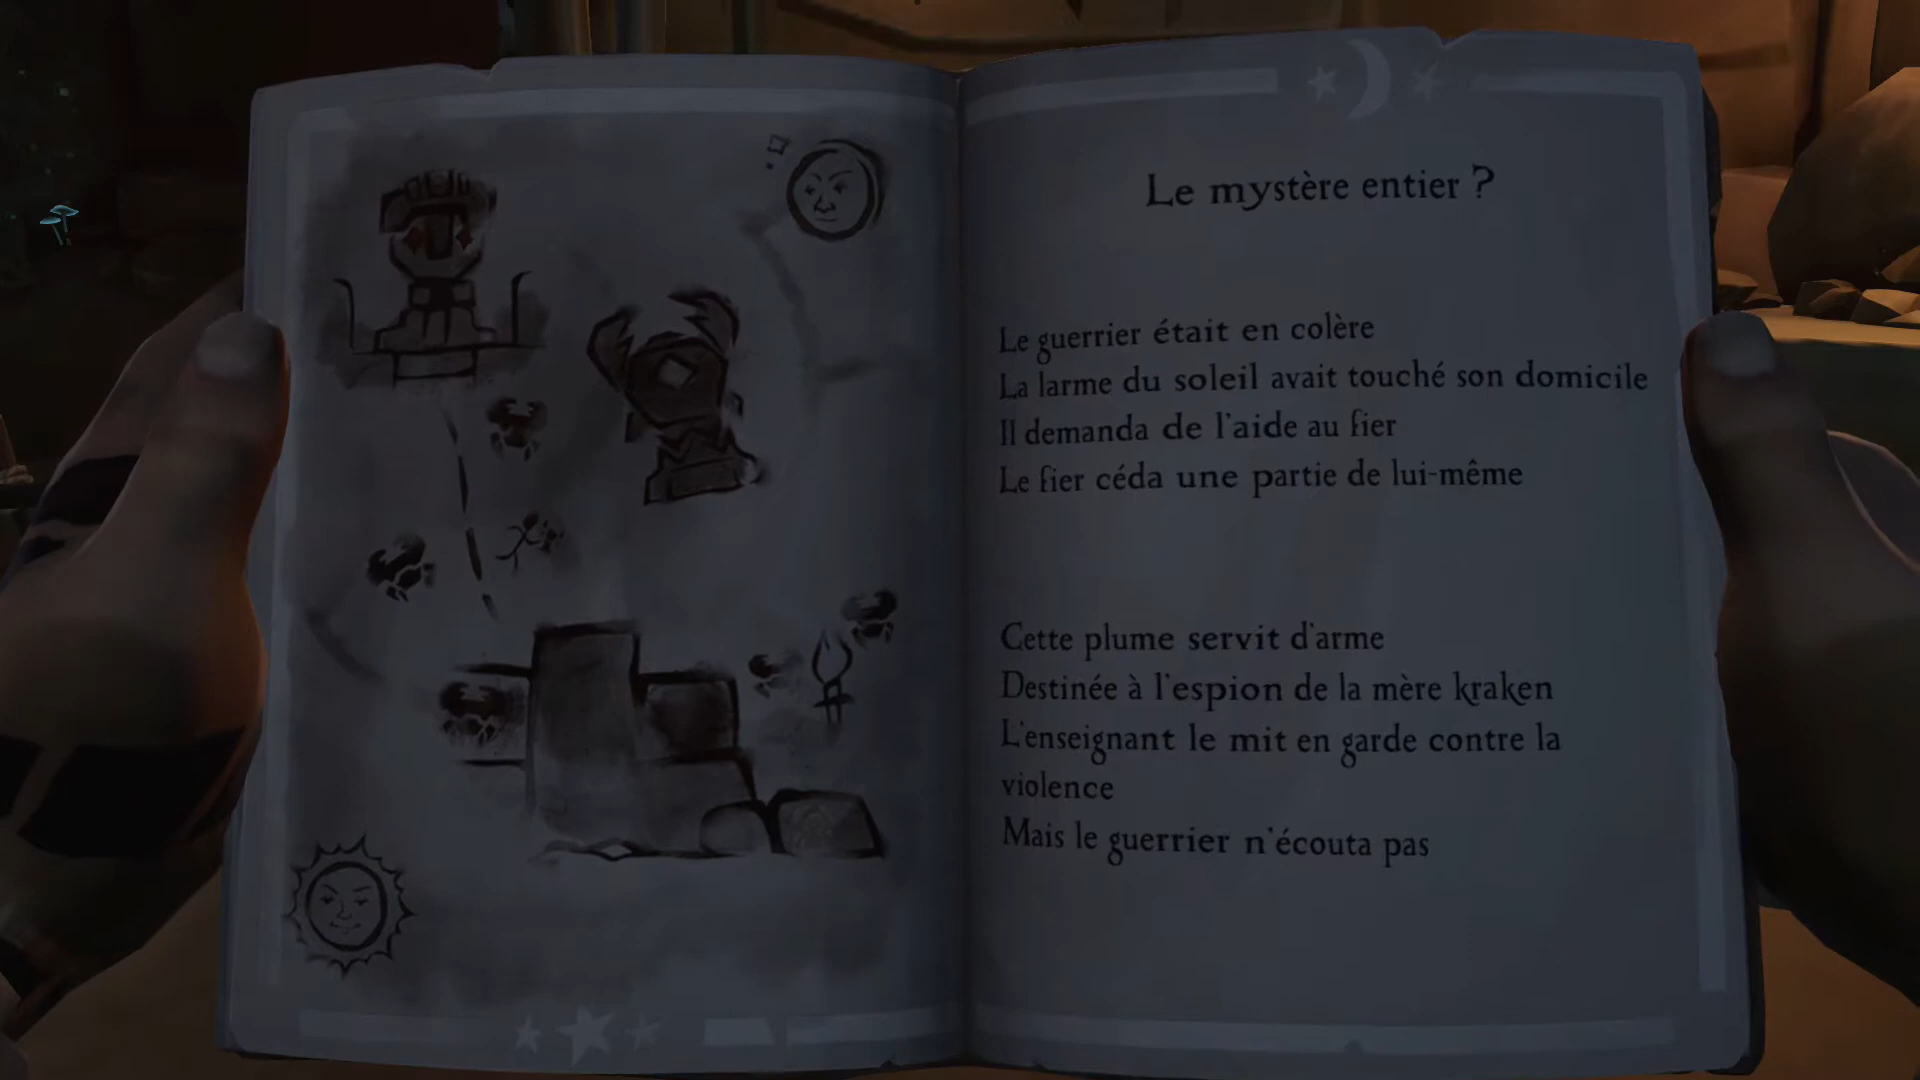 Le mystère entier ?
Le guerrier était en colère
La larme du soleil avait touché son domicile
Il demanda de l'aide au fier
Le fier céda une partie de lui-même
Cette plume servit d'arme
Destinée à l'espion de la mère kraken
L'enseignant le mit en garde contre la
violence
Mais le guerrier n'écouta pas